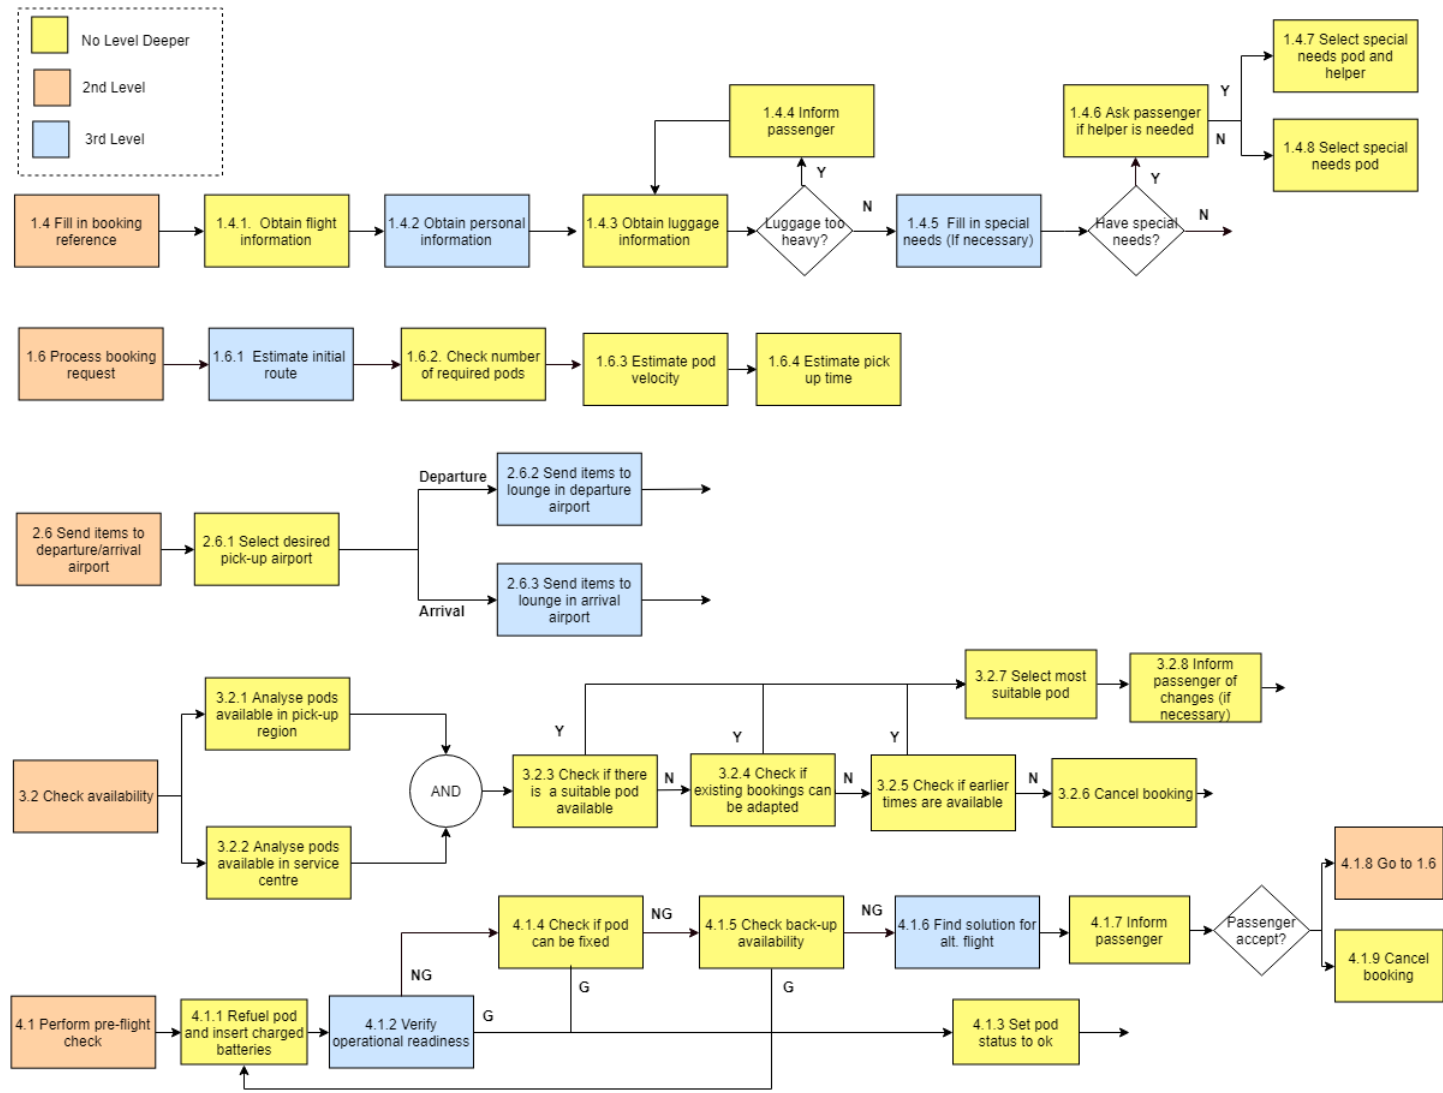 No Level Deeper
2nd Level
3rd Level
1.4 Fill in booking
reference
1.4.1.  Obtain flight
information
1.4.2 Obtain personal
information
1.4.3 Obtain luggage
information
1.4.4 Inform
passenger
Y
Luggage too
heavy?
N
1.4.5  Fill in special
needs (If necessary)
1.4.6 Ask passenger
if helper is needed
Y
Have special
needs?
N
Y
N
1.4.7 Select special
needs pod and
helper
1.4.8 Select special
needs pod
1.6 Process booking
request
1.6.1  Estimate initial
route
1.6.2. Check number
of required pods
1.6.3 Estimate pod
velocity
1.6.4 Estimate pick
up time
2.6 Send items to
departure/arrival
airport
2.6.1 Select desired
pick-up airport
Departure
2.6.2 Send items to
lounge in departure
airport
Arrival
2.6.3 Send items to
lounge in arrival
airport
3.2 Check availability
3.2.1 Analyse pods
available in pick-up
region
3.2.2 Analyse pods
available in service
centre
AND
3.2.3 Check if there
is  a suitable pod
available
Y
N
3.2.4 Check if
existing bookings can
be adapted
Y
N
3.2.5 Check if earlier
times are available
Y
N
3.2.6 Cancel booking
3.2.7 Select most
suitable pod
3.2.8 Inform
passenger of
changes (if
necessary)
4.1 Perform pre-flight
check
4.1.1 Refuel pod
and insert charged
batteries
4.1.2 Verify
operational readiness
NG
G
4.1.4 Check if pod
can be fixed
NG
G
4.1.5 Check back-up
availability
NG
G
4.1.6 Find solution for
alt. flight
4.1.7 Inform
passenger
Passenger
accept?
4.1.8 Go to 1.6
4.1.9 Cancel
booking
4.1.3 Set pod
status to ok